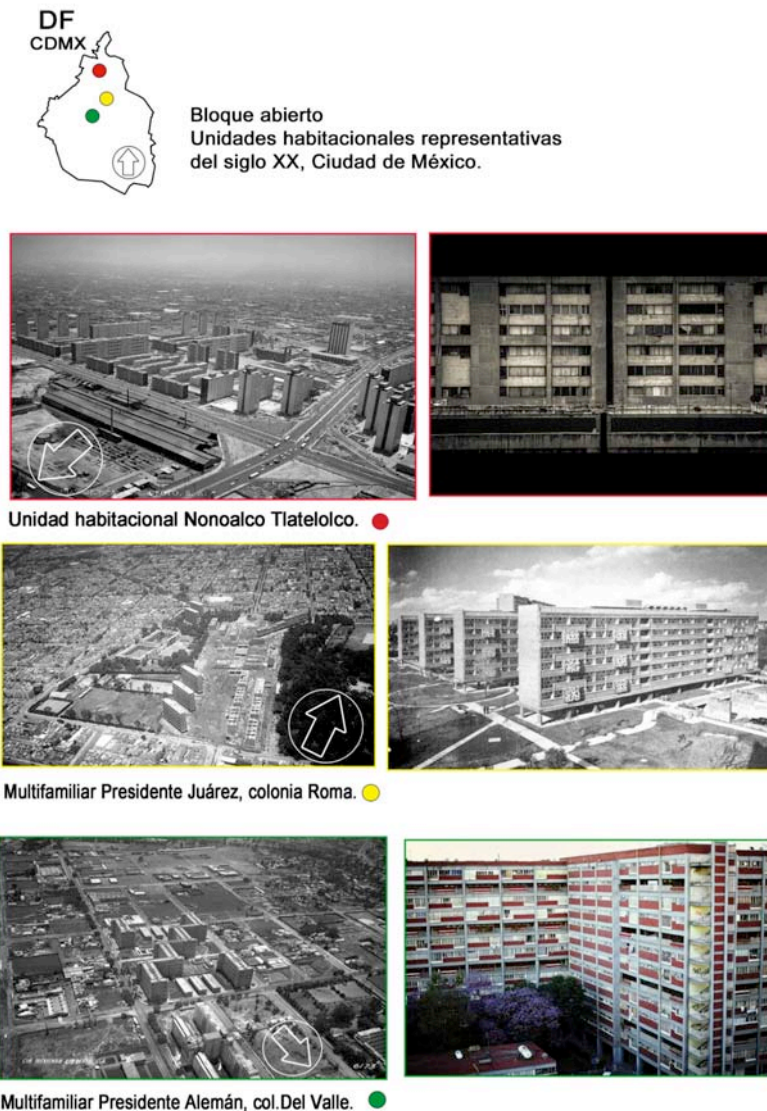 DF
CDMX
Bloque abierto
Unidades habitacionales representativas
del siglo XX, Ciudad de México.
Unidad habitacional Nonoalco Tlatelolco.
Multifamiliar Presidente Juárez, colonia Roma.
Multifamiliar Presidente Alemán, col.Del Valle.